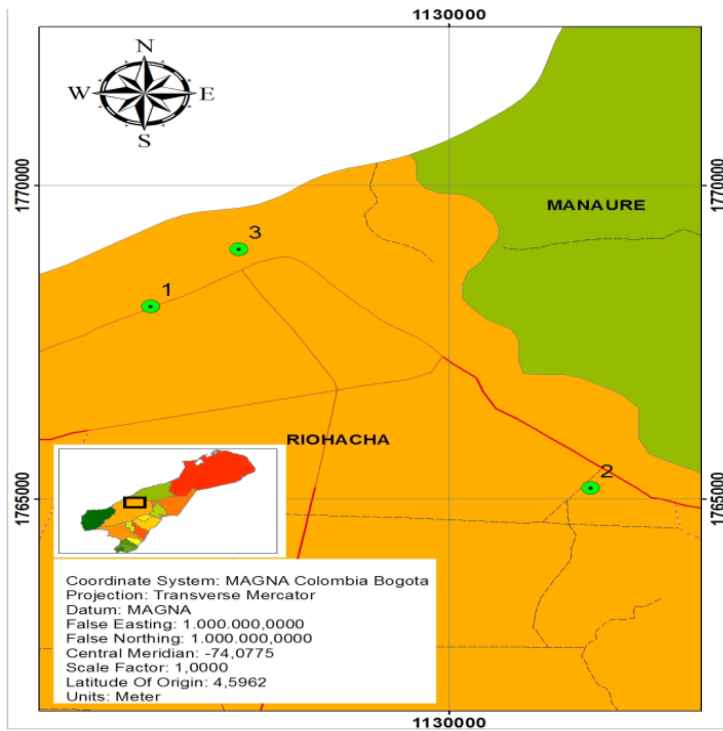 1130000
N
W E
S
1770000 1770000
MANAURE
3
1
RIOHACHA
2
1765000 1765000
Coordinate System: MAGNA Colombia Bogota
Projection: Transverse Mercator
Datum: MAGNA
False Easting: 1.000.000,0000
False Northing: 1.000.000,0000
Central Meridian: -74,0775
Scale Factor: 1,0000
Latitude Of Origin: 4,5962
Units: Meter
1130000